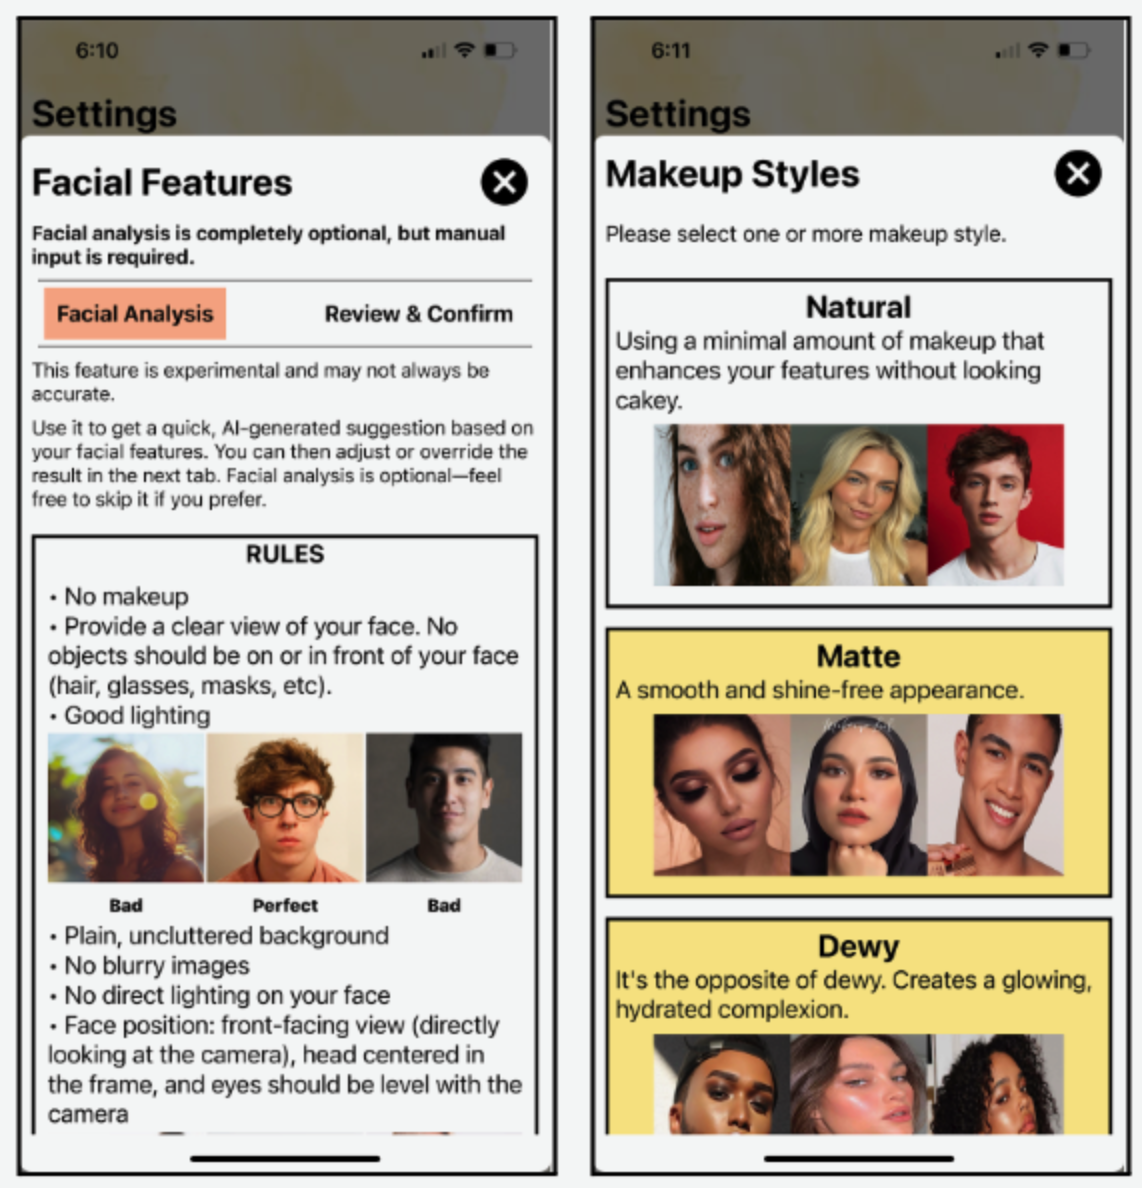 6:10
Settings
Facial Features
Facial analysis is completely optional, but manual
input is required.
Facial Analysis
Review & Confirm
This feature is experimental and may not always be
accurate.
Use it to get a quick, AI-generated suggestion based on
your facial features. You can then adjust or override the
result in the next tab. Facial analysis is optional—feel
free to skip it if you prefer.
RULES
• No makeup
• Provide a clear view of your face. No
objects should be on or in front of your face
(hair, glasses, masks, etc).
• Good lighting
Bad
Perfect
Bad
• Plain, uncluttered background
• No blurry images
• No direct lighting on your face
• Face position: front-facing view (directly
looking at the camera), head centered in
the frame, and eyes should be level with the
camera
6:11
Settings
Makeup Styles
Please select one or more makeup style.
Natural
Using a minimal amount of makeup that
enhances your features without looking
cakey.
Matte
A smooth and shine-free appearance.
Dewy
It's the opposite of dewy. Creates a glowing,
hydrated complexion.